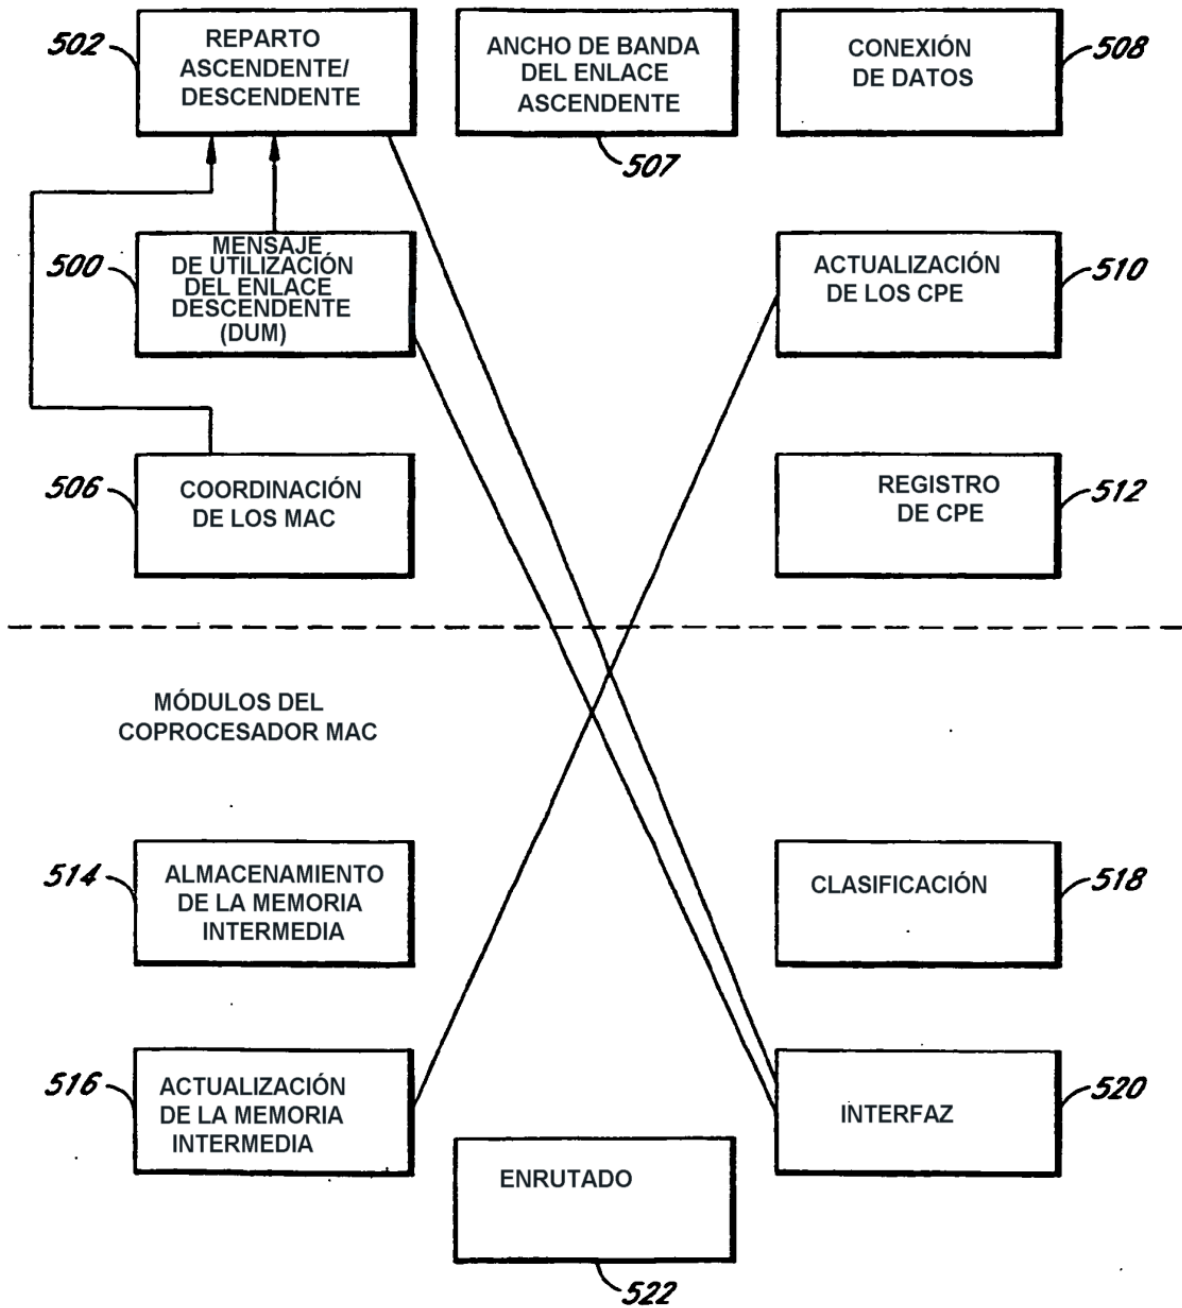 502
REPARTO
ASCENDENTE/
DESCENDENTE
ANCHO DE BANDA
DEL ENLACE
ASCENDENTE
507
CONEXIÓN
DE DATOS
508
500
MENSAJE
DE UTILIZACIÓN
DEL ENLACE
DESCENDENTE
(DUM)
ACTUALIZACIÓN
DE LOS CPE
510
506
COORDINACIÓN
DE LOS MAC
REGISTRO
DE CPE
512
MÓDULOS DEL
COPROCESADOR MAC
514
ALMACENAMIENTO
DE LA MEMORIA
INTERMEDIA
CLASIFICACIÓN
518
516
ACTUALIZACIÓN
DE LA MEMORIA
INTERMEDIA
INTERFAZ
520
ENRUTADO
522